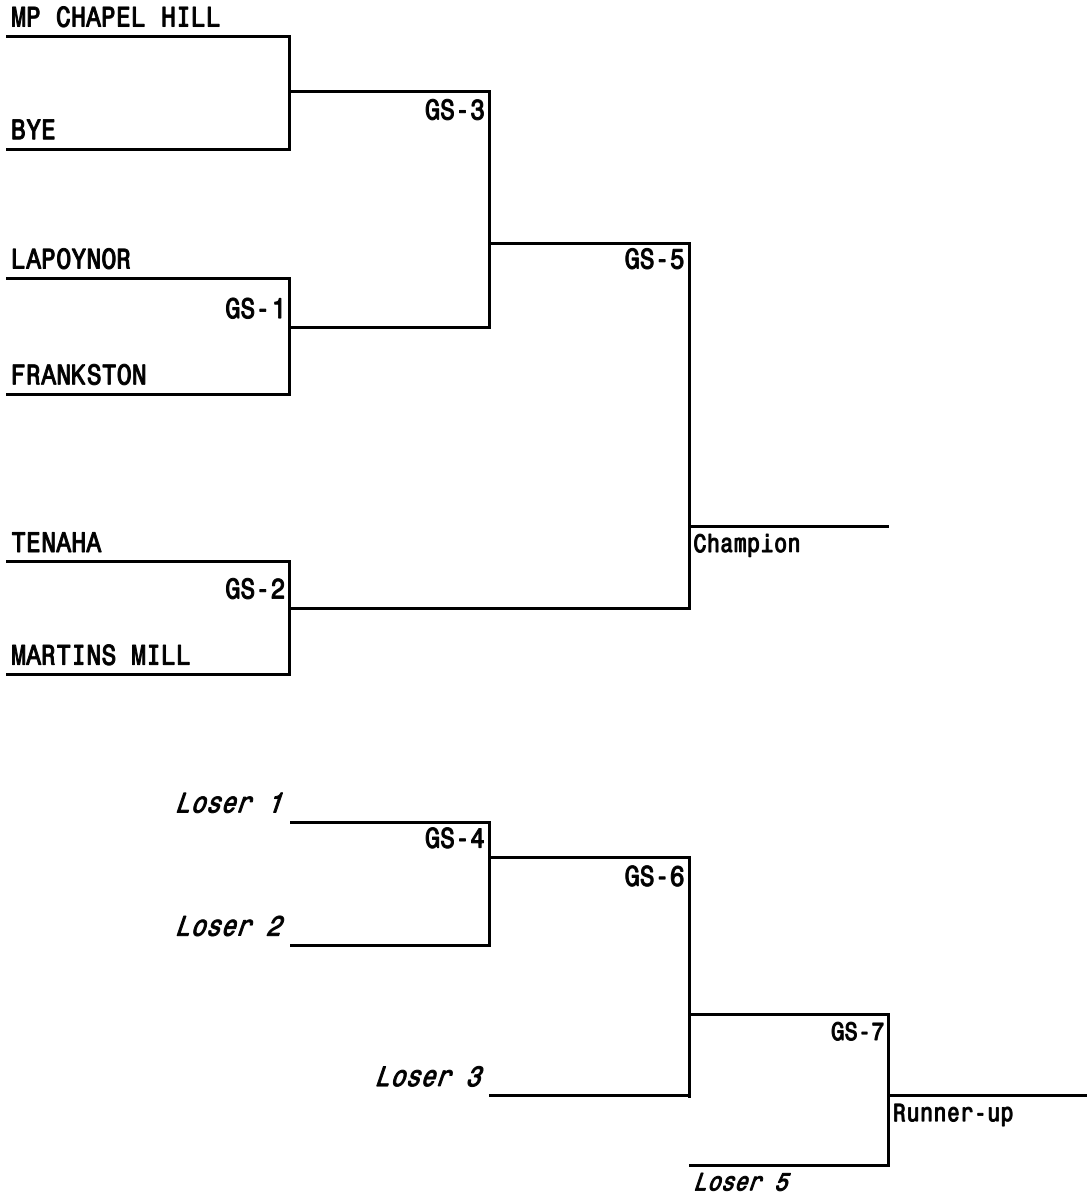 MP CHAPEL HILL
GS-3
BYE
LAPOYNOR
GS-5
GS-1
FRANKSTON
TENAHA
Champion
GS-2
MARTINS MILL
Loser 1
GS-4
GS-6
Loser 2
GS-7
Loser 3
Runner-up
Loser 5